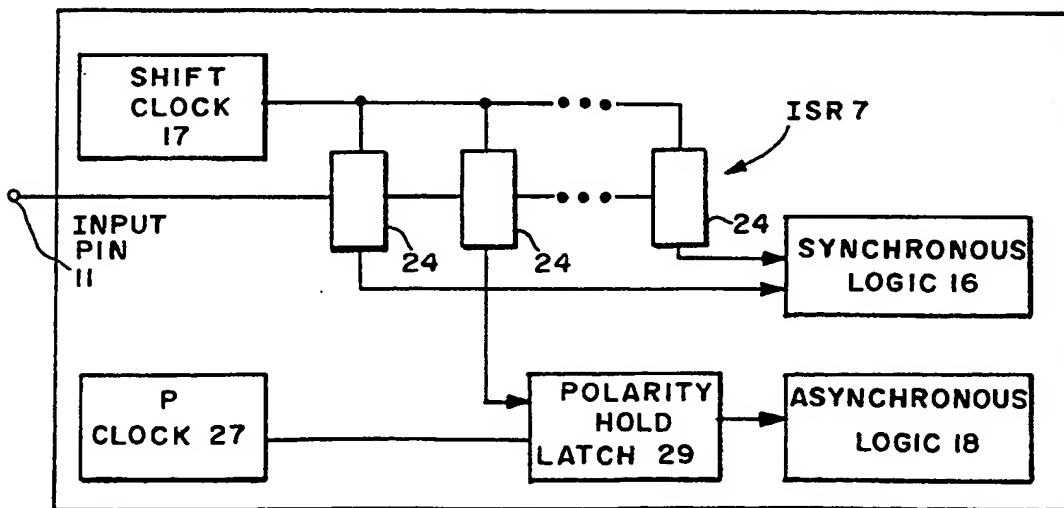 SHIFT
CLOCK
17
ISR 7
INPUT
PIN
11
24
24
24
SYNCHRONOUS
LOGIC 16
P
CLOCK 27
POLARITY
HOLD
LATCH 29
ASYNCHRONOUS
LOGIC 18